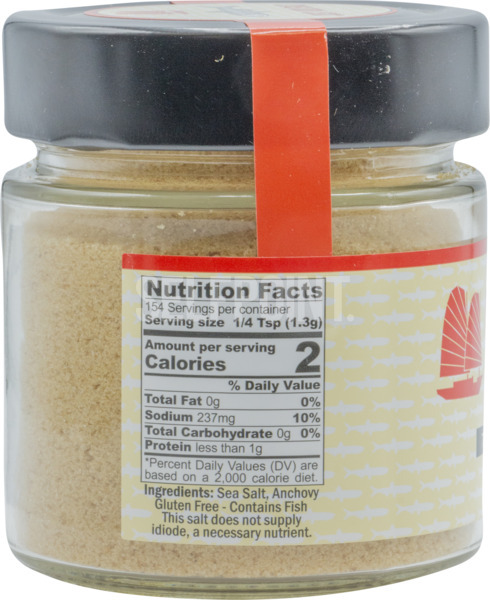 Nutrition Facts
154 Servings per container
Serving size 1/4 Tsp (1.3g)
Amount per serving
Calories 2
% Daily Value
Total Fat 0g 0%
Sodium 237mg 10%
Total Carbohydrate 0g 0%
Protein less than 1g
*Percent Daily Values (DV) are
based on a 2,000 calorie diet.
Ingredients: Sea Salt, Anchovy
Gluten Free - Contains Fish
This salt does not supply
idiode, a necessary nutrient.